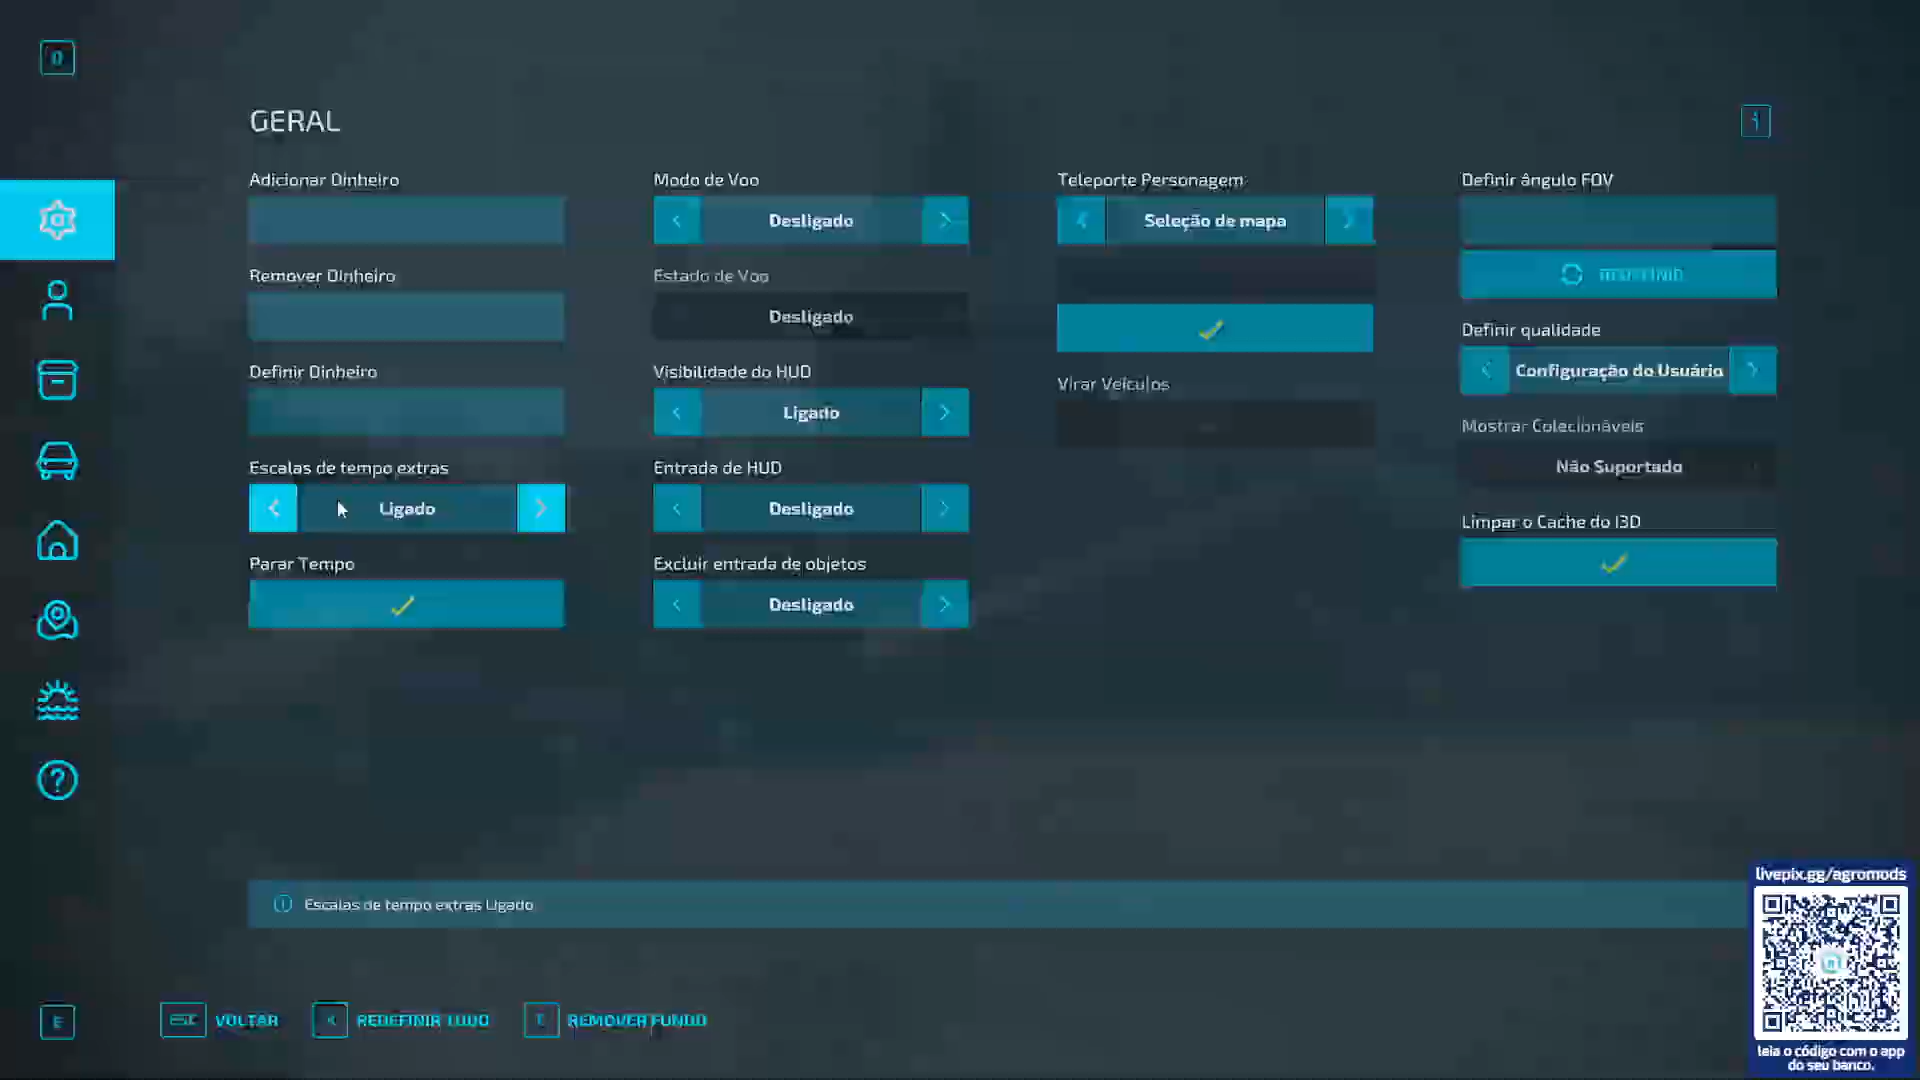 Q
GERAL
Adicionar Dinheiro
Remover Dinheiro
Definir Dinheiro
Escalas de tempo extras
Ligado
Parar Tempo
Modo de Voo
Desligado
Estado de Voo
Desligado
Visibilidade do HUD
Ligado
Entrada de HUD
Desligado
Excluir entrada de objetos
Desligado
Teleporte Personagem
Seleção de mapa
Virar Veículos
Definir ângulo FOV
Definir qualidade
Configuração do Usuário
Mostrar Colecionáveis
Não Suportado
Limpar o Cache do I3D
Escalas de tempo extras Ligado
E
ESC VOLTAR
REDEFINIR TUDO
REMOVER FUNDO
livepix.gg/agromods
leia o código com o app
do seu banco.